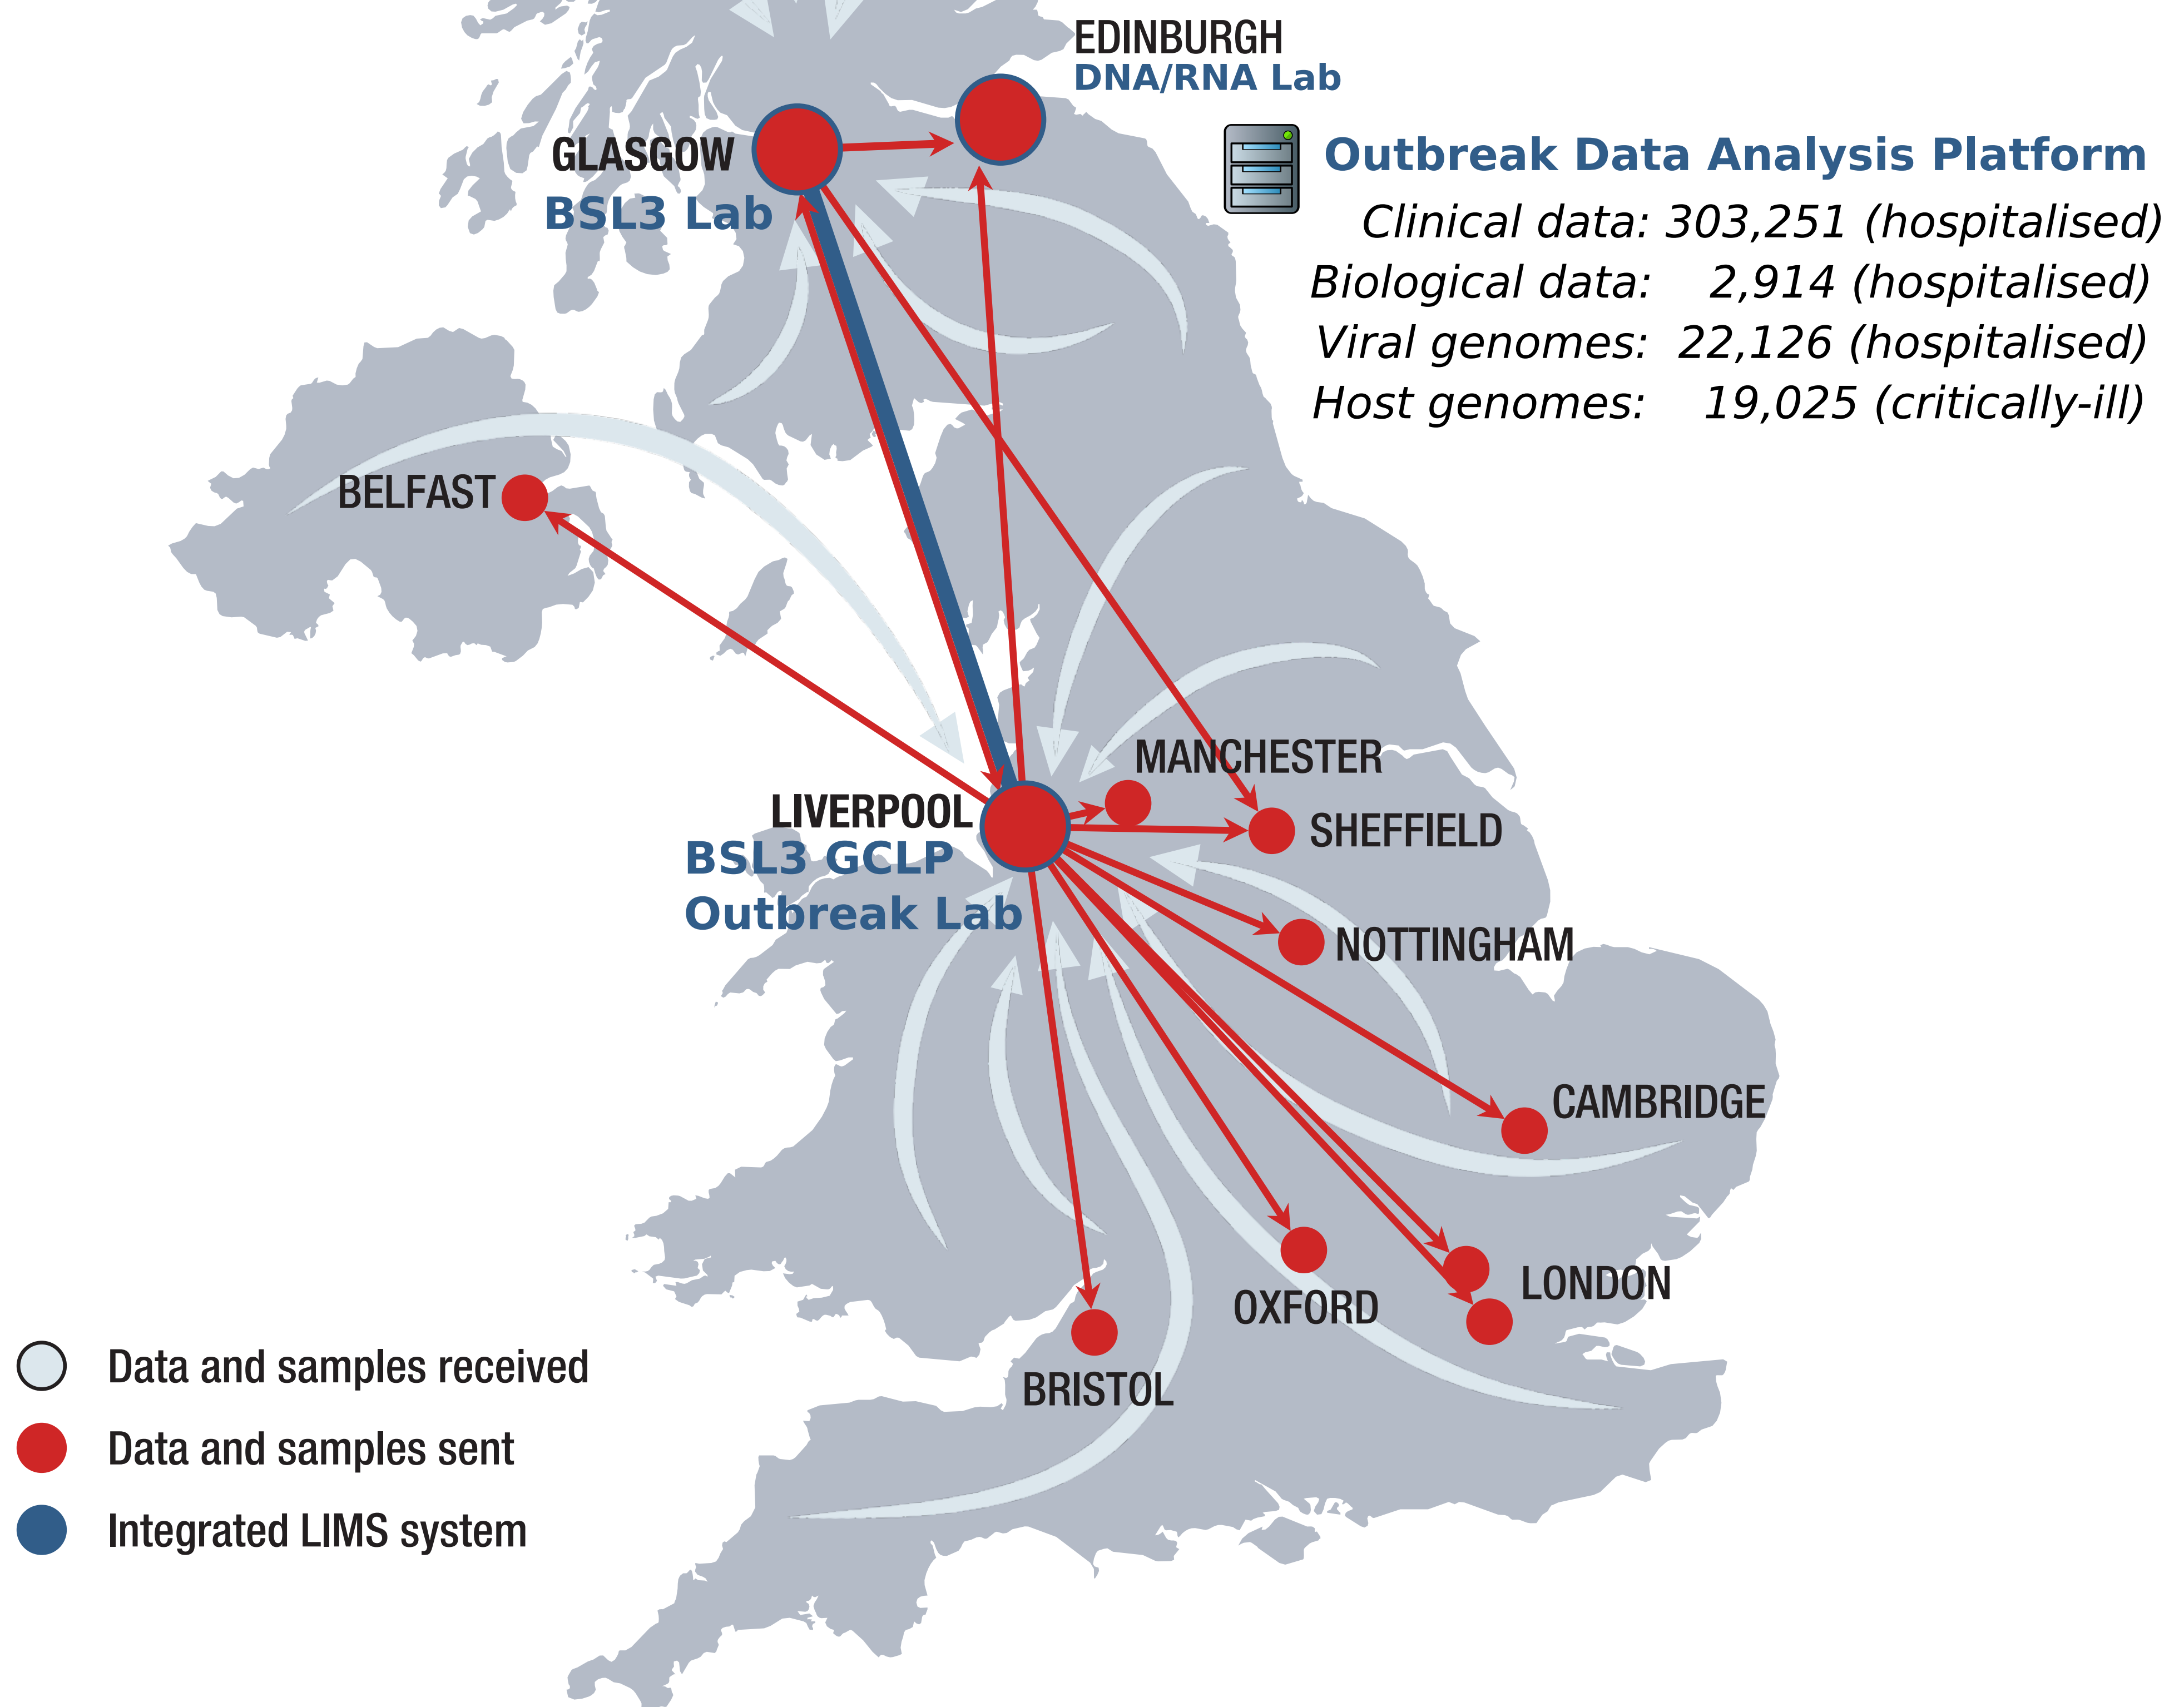 EDINBURGH
DNA/RNA Lab
GLASGOW
BSL3 Lab
Outbreak Data Analysis Platform
Clinical data: 303,251 (hospitalised)
Biological data: 2,914 (hospitalised)
Viral genomes: 22,126 (hospitalised)
Host genomes: 19,025 (critically-ill)
BELFAST
MANCHESTER
LIVERPOOL
BSL3 GCLP
Outbreak Lab
SHEFFIELD
NOTTINGHAM
CAMBRIDGE
LONDON
OXFORD
BRISTOL
Data and samples received
Data and samples sent
Integrated LIMS system